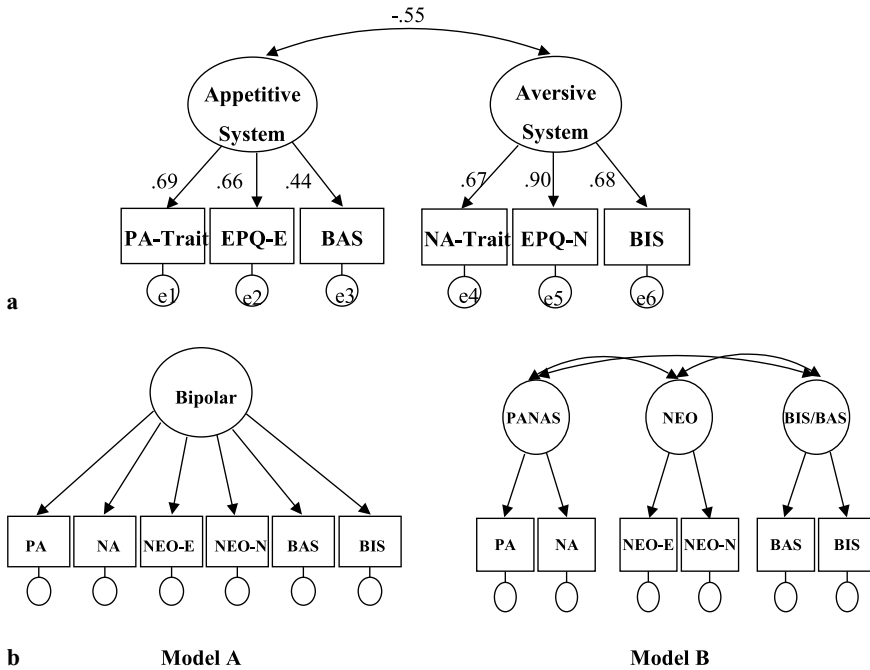 -.55
Appetitive
System
Aversive
System
.69 .66 .44 .67 .90 .68
PA-Trait EPQ-E BAS NA-Trait EPQ-N BIS
e1 e2 e3 e4 e5 e6
a
Bipolar
PANAS NEO BIS/BAS
PA NA NEO-E NEO-N BAS BIS
PA NA NEO-E NEO-N BAS BIS
b Model A Model B